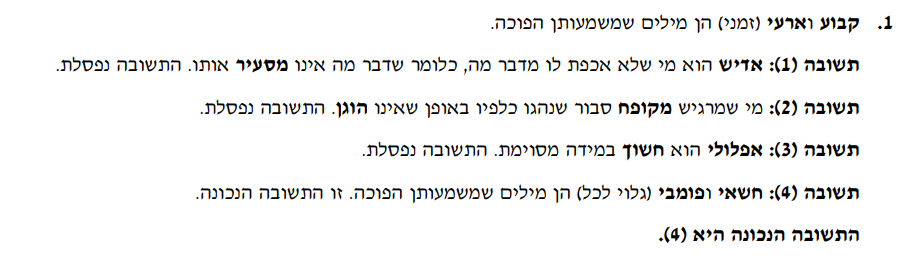 1. קבוע וארעי (זמני) הן מילים שמשמעותן הפוכה.
תשובה (1): אדיש הוא מי שלא אכפת לו מדבר מה, כלומר שדבר מה אינו מסעיר אותו. התשובה נפסלת.
תשובה (2): מי שמרגיש מקופח סבור שנהגו כלפיו באופן שאינו הוגן. התשובה נפסלת.
תשובה (3): אפלולי הוא חשוך במידה מסוימת. התשובה נפסלת.
תשובה (4): חשאי ופומבי (גלוי לכל) הן מילים שמשמעותן הפוכה. זו התשובה הנכונה.
התשובה הנכונה היא (4).